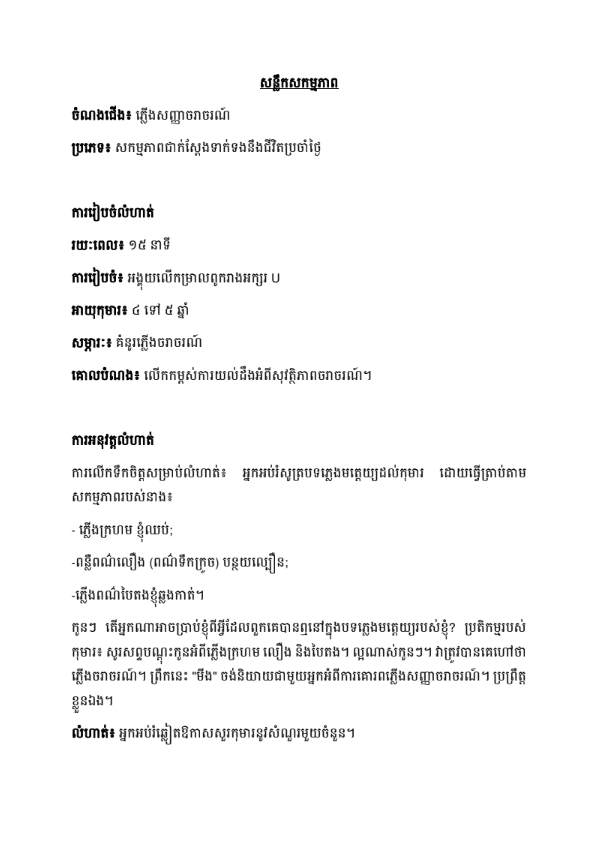 សន្លឹកសកម្មភាព
ចំណងជើង៖ ភ្លើងសញ្ញាចរាចរណ៍
ប្រភេទ៖ សកម្មភាពជាក់ស្តែងទាក់ទងនឹងជីវិតប្រចាំថ្ងៃ
ការរៀបចំលំហាត់
រយៈពេល៖ ១៥ នាទី
ការរៀបចំ៖ អង្គុយលើកម្រាលពូករាងអក្សរ U
អាយុកុមារ៖ ៤ ទៅ ៥ ឆ្នាំ
សម្ភារៈ៖ គំនូរភ្លើងចរាចរណ៍
គោលបំណង៖ លើកកម្ពស់ការយល់ដឹងអំពីសុវត្ថិភាពចរាចរណ៍។
ការអនុវត្តលំហាត់
ការលើកទឹកចិត្តសម្រាប់លំហាត់៖ អ្នកអប់រំសូត្របទភ្លេងមត្តេយ្យដល់កុមារ ដោយធ្វើត្រាប់តាម
សកម្មភាពរបស់នាង៖
- ភ្លើងក្រហម ខ្ញុំឈប់;
-ពន្លឺពណ៌លឿង (ពណ៌ទឹកក្រូច) បន្ថយល្បឿន;
-ភ្លើងពណ៌បៃតងខ្ញុំឆ្លងកាត់។
កូនៗ តើអ្នកណាអាចប្រាប់ខ្ញុំពីអ្វីដែលពួកគេបានឮនៅក្នុងបទភ្លេងមត្តេយ្យរបស់ខ្ញុំ? ប្រតិកម្មរបស់
កុមារ៖ សូរសព្ទបណ្តុះកូនអំពីភ្លើងក្រហម លឿង និងបៃតង។ ល្អណាស់កូនៗ។ វាត្រូវបានគេហៅថា
ភ្លើងចរាចរណ៍។ ព្រឹកនេះ "មីង" ចង់និយាយជាមួយអ្នកអំពីការគោរពភ្លើងសញ្ញាចរាចរណ៍។ ប្រព្រឹត្ត
ខ្លួនឯង។
លំហាត់៖ អ្នកអប់រំឆ្លៀតឱកាសសួរកុមារនូវសំណួរមួយចំនួន។